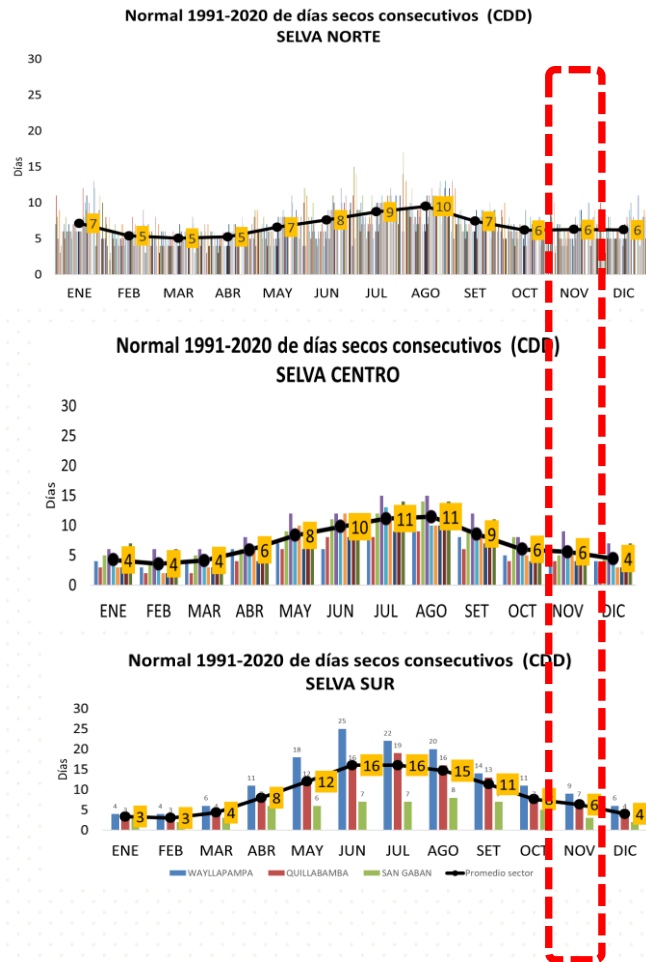 Normal 1991-2020 de días secos consecutivos (CDD)
SELVA NORTE
Días
30
25
20
15
10
5
0
7 5 5 5 7 8 9 10 7 6 6 6
ENE FEB MAR ABR MAY JUN JUL AGO SET OCT NOV DIC
Normal 1991-2020 de días secos consecutivos (CDD)
SELVA CENTRO
Días
30
25
20
15
10
5
0
4 4 4 6 8 10 11 11 9 6 6 4
ENE FEB MAR ABR MAY JUN JUL AGO SET OCT NOV DIC
Normal 1991-2020 de días secos consecutivos (CDD)
SELVA SUR
Días
30
25
20
15
10
5
0
4 4 6 11 18 25 22 20 14 11 9 6
12 16 19 16 13 7 4
3 3 4 8 12 16 16 15 11 6 4
6 7 7 8 7 5 3
ENE FEB MAR ABR MAY JUN JUL AGO SET OCT NOV DIC
WAYLLAPAMPA QUILLABAMBA SAN GABAN Promedio sector